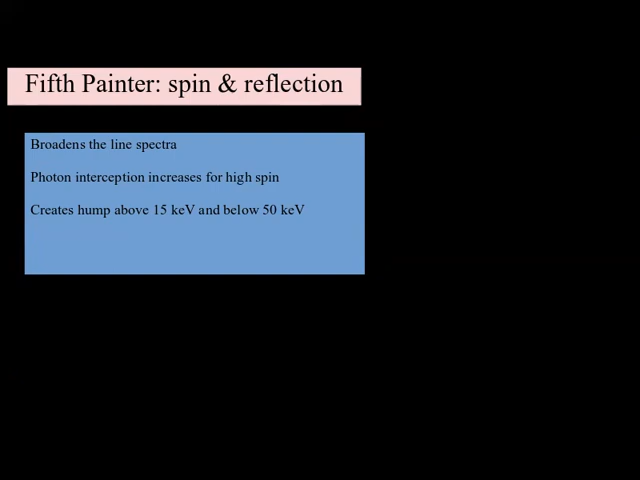 Fifth Painter: spin & reflection
Broadens the line spectra
Photon interception increases for high spin
Creates hump above 15 keV and below 50 keV